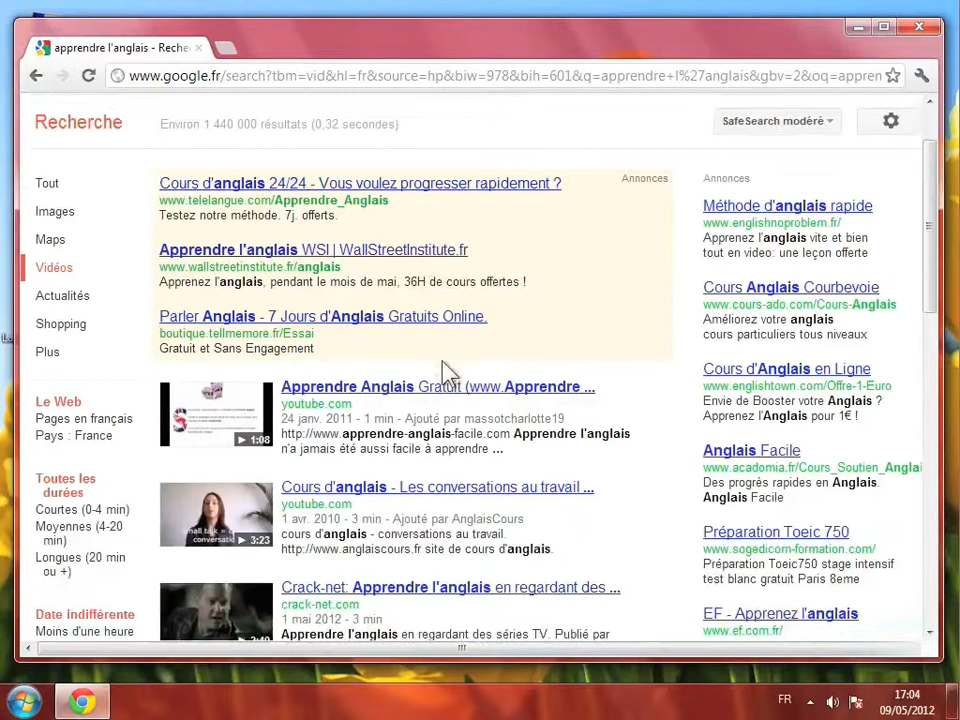 apprendre l'anglais - Reche
www.google.fr/search?tbm=vid&hl=fr&source=hp&biw=978&bih=601&q=apprendre+l%27anglais&gbv=2&oq=appren
Recherche
Environ 1 440 000 résultats (0,32 secondes)
SafeSearch modéré
Tout
Images
Maps
Vidéos
Actualités
Shopping
Plus
Le Web
Pages en français
Pays : France
Toutes les
durées
Courtes (0-4 min)
Moyennes (4-20
min)
Longues (20 min
ou +)
Date indifférente
Moins d'une heure
Annonces
Cours d'anglais 24/24 - Vous voulez progresser rapidement ?
www.telelangue.com/Apprendre_Anglais
Testez notre méthode. 7j. offerts.
Apprendre l'anglais WSI | WallStreetInstitute.fr
www.wallstreetinstitute.fr/anglais
Apprenez l'anglais, pendant le mois de mai, 36H de cours offertes !
Parler Anglais - 7 Jours d'Anglais Gratuits Online.
boutique.tellmemore.fr/Essai
Gratuit et Sans Engagement
Apprendre Anglais Gratuit (www.Apprendre ...
youtube.com
24 janv. 2011 - 1 min - Ajouté par massotcharlotte19
http://www.apprendre-anglais-facile.com Apprendre l'anglais
n'a jamais été aussi facile à apprendre ...
1:08
Cours d'anglais - Les conversations au travail ...
youtube.com
1 avr. 2010 - 3 min - Ajouté par AnglaisCours
cours d'anglais - conversations au travail.
http://www.anglaiscours.fr site de cours d'anglais.
3:23
Crack-net: Apprendre l'anglais en regardant des ...
crack-net.com
1 mai 2012 - 3 min
Apprendre l'anglais en regardant des séries TV. Publié par
Annonces
Méthode d'anglais rapide
www.englishnoproblem.fr/
Apprenez l'anglais vite et bien
tout en video: une leçon offerte
Cours Anglais Courbevoie
www.cours-ado.com/Cours-Anglais
Améliorez votre anglais
cours particuliers tous niveaux
Cours d'Anglais en Ligne
www.englishtown.com/Offre-1-Euro
Envie de Booster votre Anglais ?
Apprenez l'Anglais pour 1€ !
Anglais Facile
www.academia.fr/Cours_Soutien_Anglai
Des progrès rapides en Anglais.
Anglais Facile
Préparation Toeic 750
www.sogedicom-formation.com/
Préparation Toeic750 stage intensif
test blanc gratuit Paris 8eme
EF - Apprenez l'anglais
www.ef.com.fr/
FR
17:04
09/05/2012